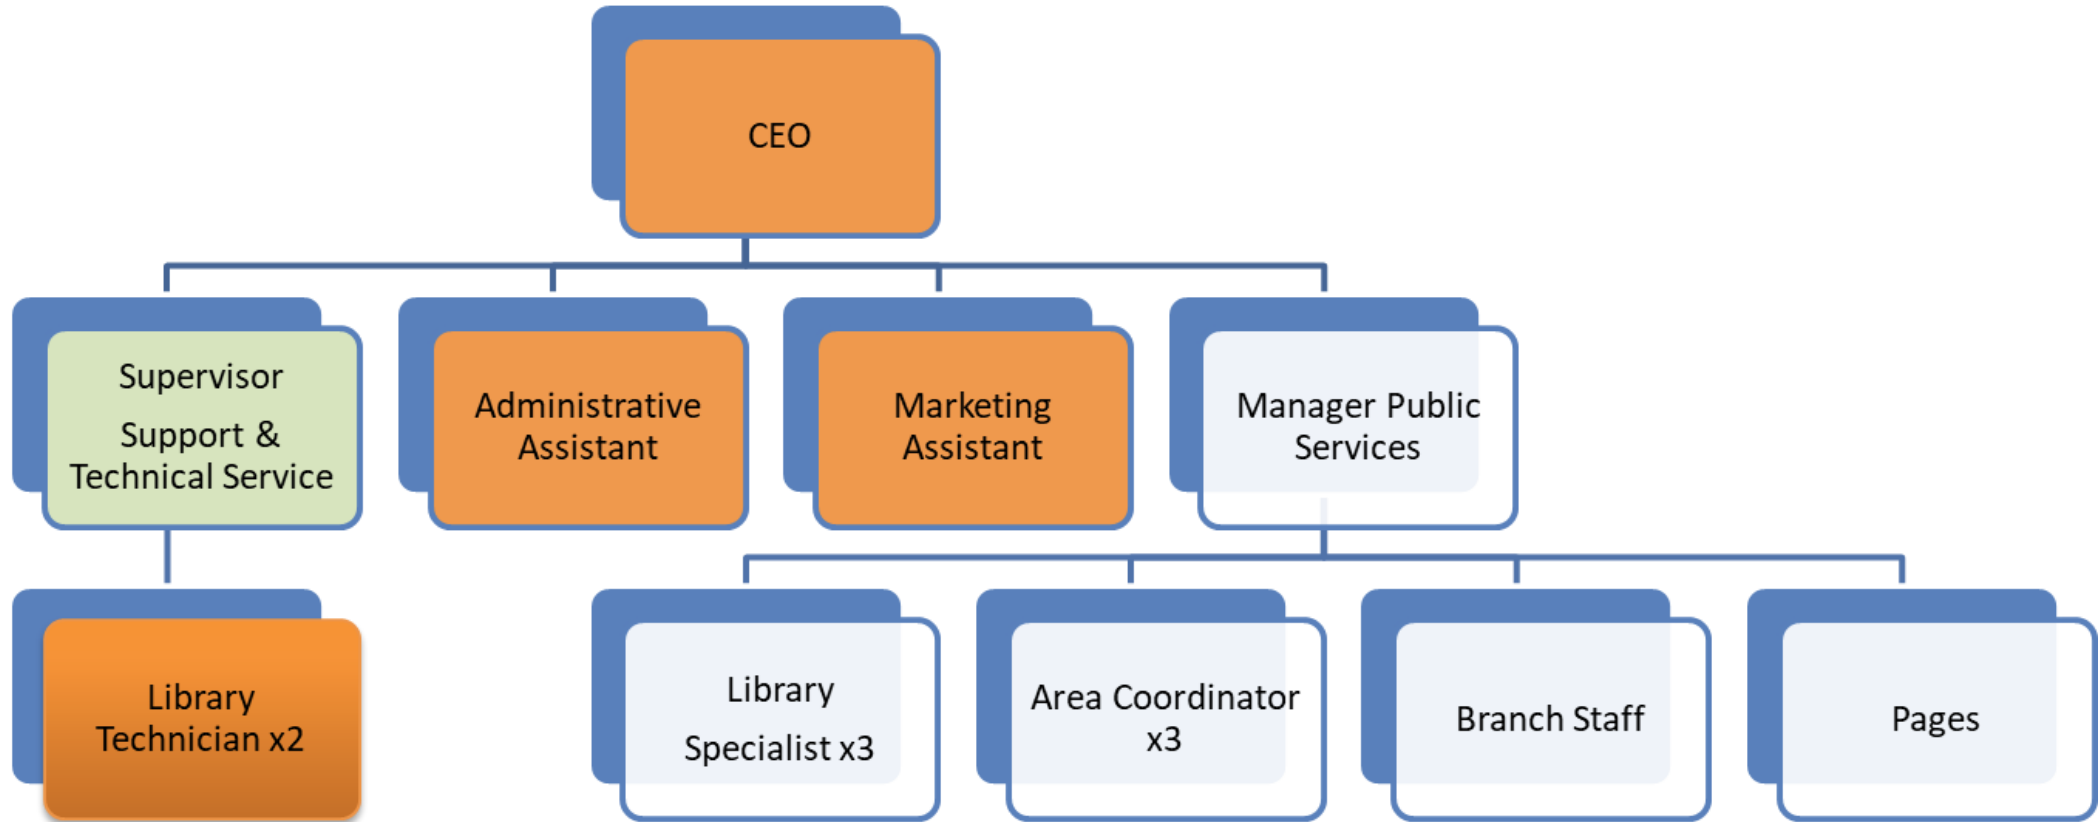 CEO
Supervisor
Support &
Technical Service
Administrative
Assistant
Marketing
Assistant
Manager Public
Services
Library
Technician x2
Library
Specialist x3
Area Coordinator
x3
Branch Staff
Pages